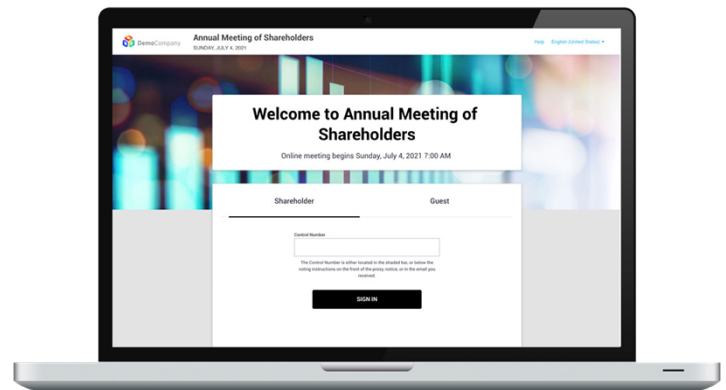 DemoCompany
Annual Meeting of Shareholders
SUNDAY, JULY 4, 2021
Help English (United States)
Welcome to Annual Meeting of
Shareholders
Online meeting begins Sunday, July 4, 2021 7:00 AM
Shareholder Guest
Control Number
The Control Number is either located in the shaded bar, or below the
voting instructions on the front of the proxy, notice, or in the email you
received.
SIGN IN